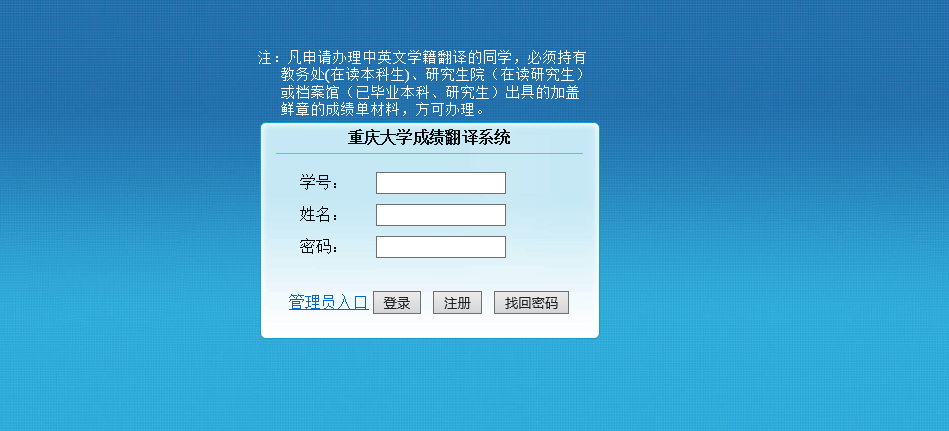 注：凡申请办理中英文学籍翻译的同学，必须持有
教务处(在读本科生)、研究生院（在读研究生）
或档案馆（已毕业本科、研究生）出具的加盖
鲜章的成绩单材料，方可办理。
重庆大学成绩翻译系统
学号：
姓名：
密码：
管理员入口 登录 注册 找回密码